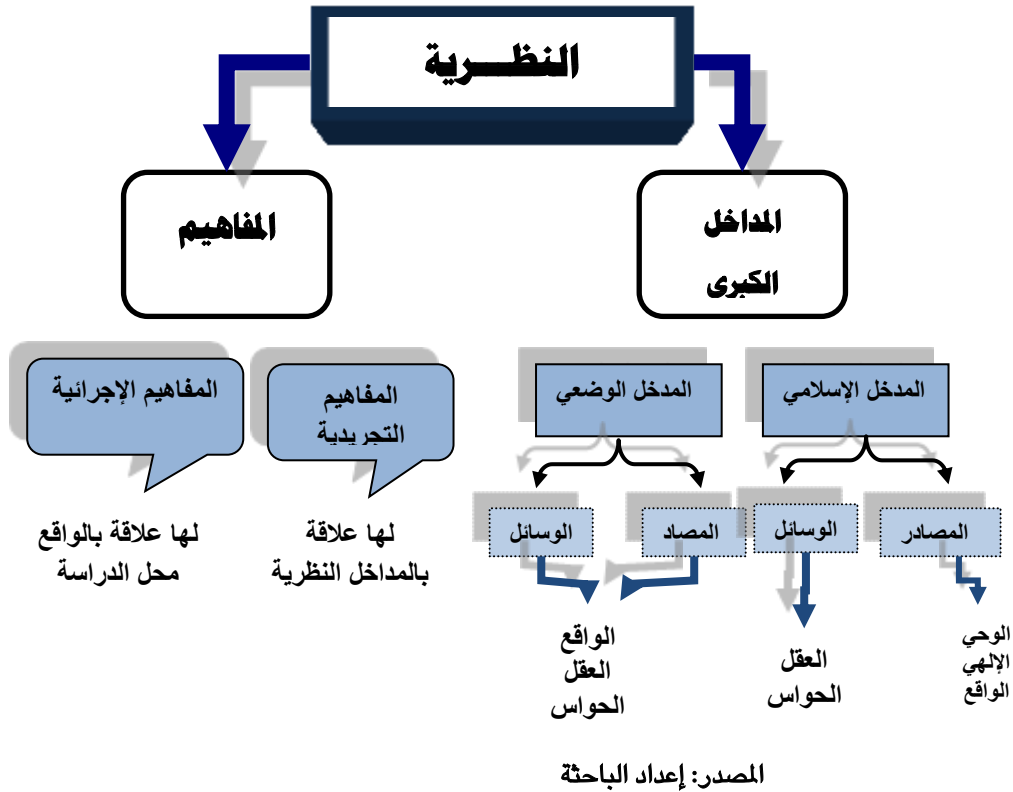 النظـــرية
المداخل
الكبرى
المفاهيم
المدخل الإسلامي
المدخل الوضعي
المفاهيم
التجريدية
المفاهيم الإجرائية
المصادر
الوسائل
المصاد
الوسائل
لها علاقة
بالمداخل النظرية
لها علاقة بالواقع
محل الدراسة
الوحي
الإلهي
الواقع
العقل
الحواس
الواقع
العقل
الحواس
المصدر: إعداد الباحثة